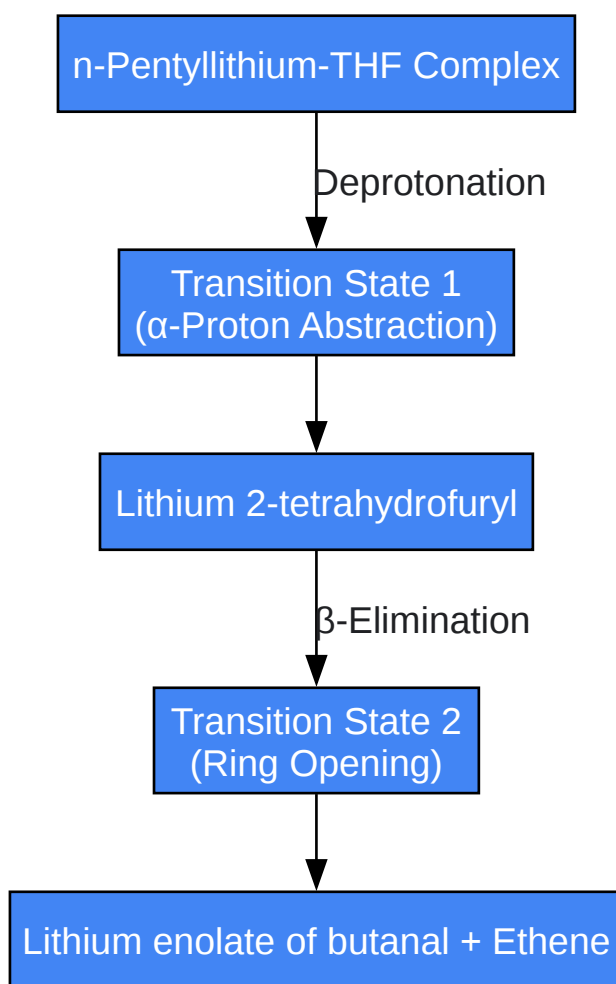 n-Pentyllithium-THF Complex
Deprotonation
Transition State 1
(α-Proton Abstraction)
Lithium 2-tetrahydrofuryl
β-Elimination
Transition State 2
(Ring Opening)
Lithium enolate of butanal + Ethene